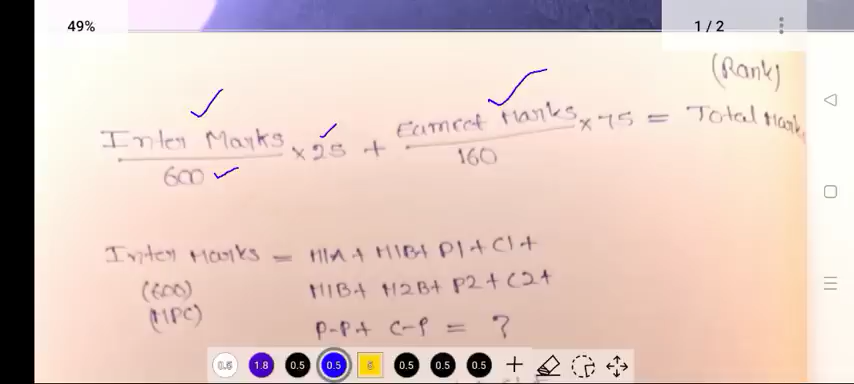 49%
1 / 2
(Rank)
Inter Marks/600 × 25 + Eamcet Marks/160 × 75 = Total Mark
Inter Marks = M1A + M1B + P1 + C1 +
(600) M1B + M2B + P2 + C2 +
(MPC) P-P + C-P = ?
0.5 1.8 0.5 0.5 5 0.5 0.5 0.5